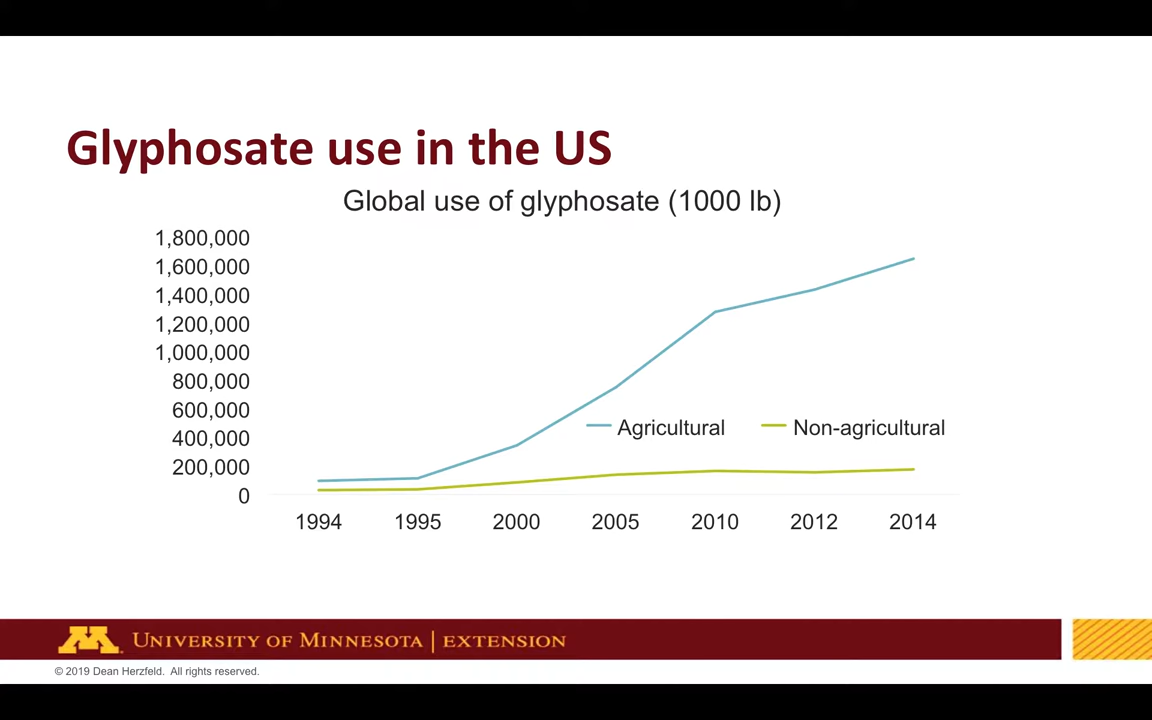 Glyphosate use in the US
Global use of glyphosate (1000 lb)
1,800,000
1,600,000
1,400,000
1,200,000
1,000,000
800,000
600,000
400,000
200,000
0
Agricultural
Non-agricultural
1994 1995 2000 2005 2010 2012 2014
M
UNIVERSITY OF MINNESOTA | EXTENSION
© 2019 Dean Herzfeld. All rights reserved.